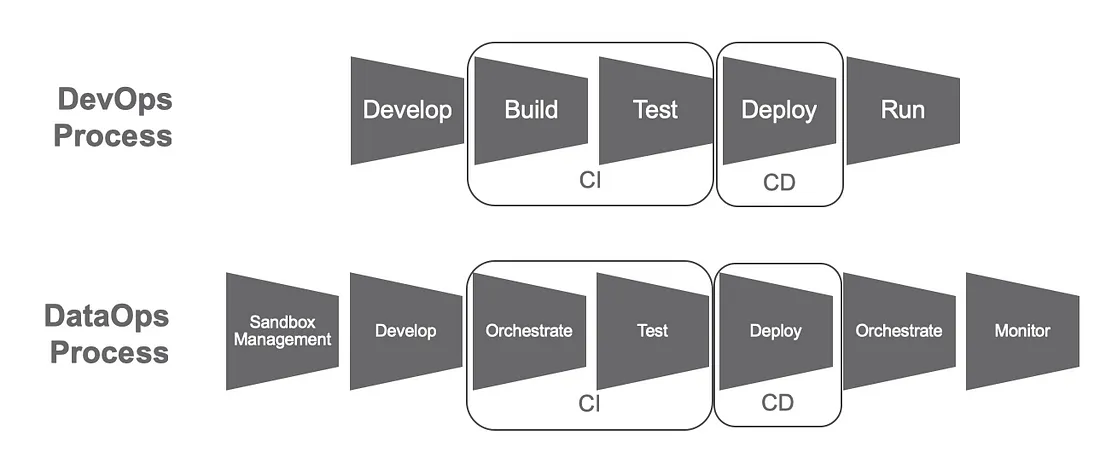 DevOps
Process
Develop
Build
Test
Deploy
Run
CI
CD
DataOps
Process
Sandbox
Management
Develop
Orchestrate
Test
Deploy
Orchestrate
Monitor
CI
CD